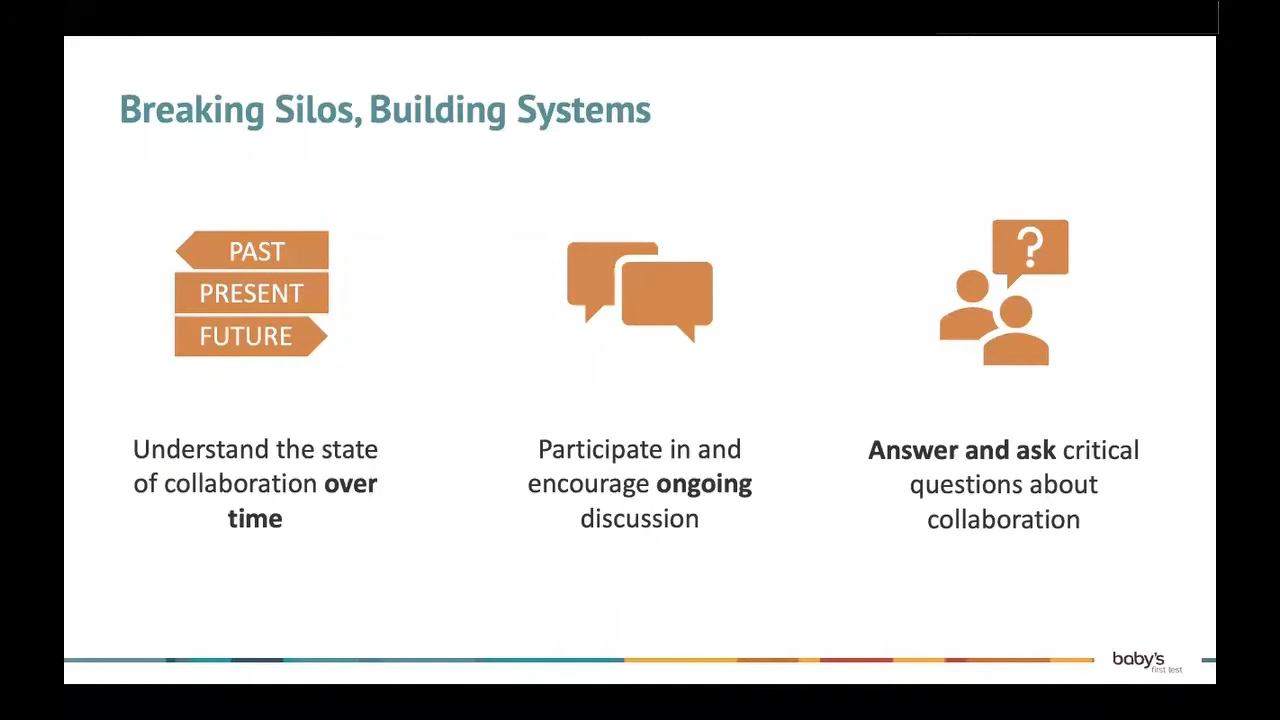 Breaking Silos, Building Systems
PAST
PRESENT
FUTURE
?
Understand the state
of collaboration over
time
Participate in and
encourage ongoing
discussion
Answer and ask critical
questions about
collaboration
baby's
first test